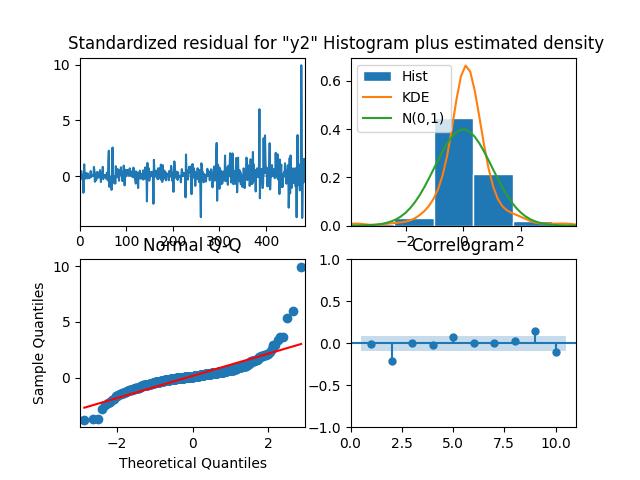 Standardized residual for "y2"
Histogram plus estimated density
10
5
0
0 100 200 300 400
0.6
0.4
0.2
0.0
Hist
KDE
N(0,1)
−2 0 2
Normal Q-Q
Correlogram
Sample Quantiles
10
5
0
−2 0 2
Theoretical Quantiles
1.0
0.5
0.0
−0.5
−1.0
0.0 2.5 5.0 7.5 10.0